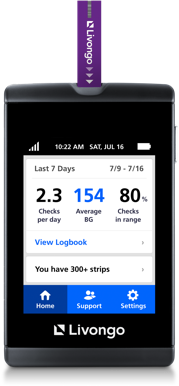 Livongo
10:22 AM SAT, JUL 16
Last 7 Days 7/9 - 7/16
2.3 154 80%
Checks per day Average BG Checks in range
View Logbook ›
You have 300+ strips ›
Home Support Settings
Livongo